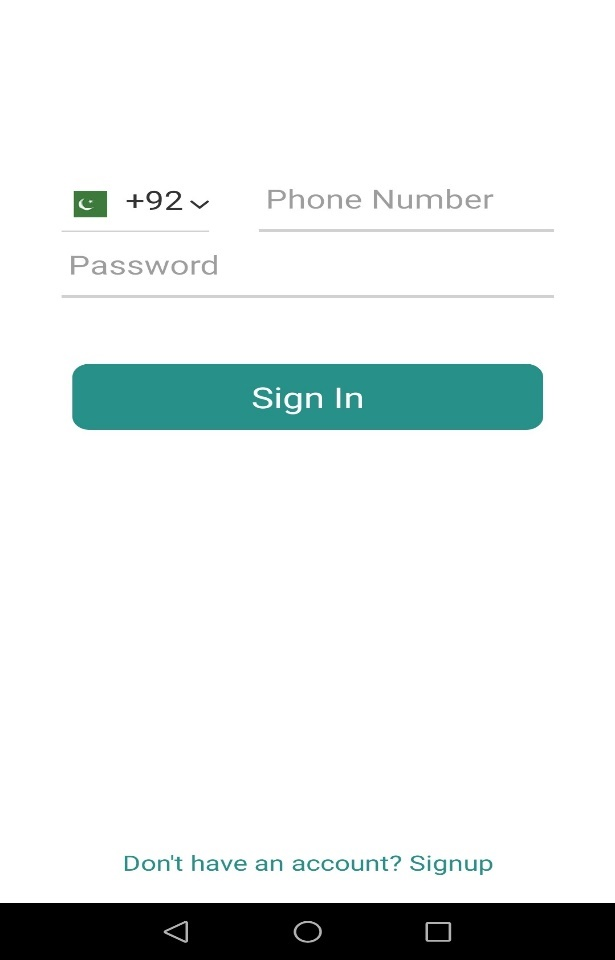 +92 Phone Number
Password
Sign In
Don't have an account? Signup